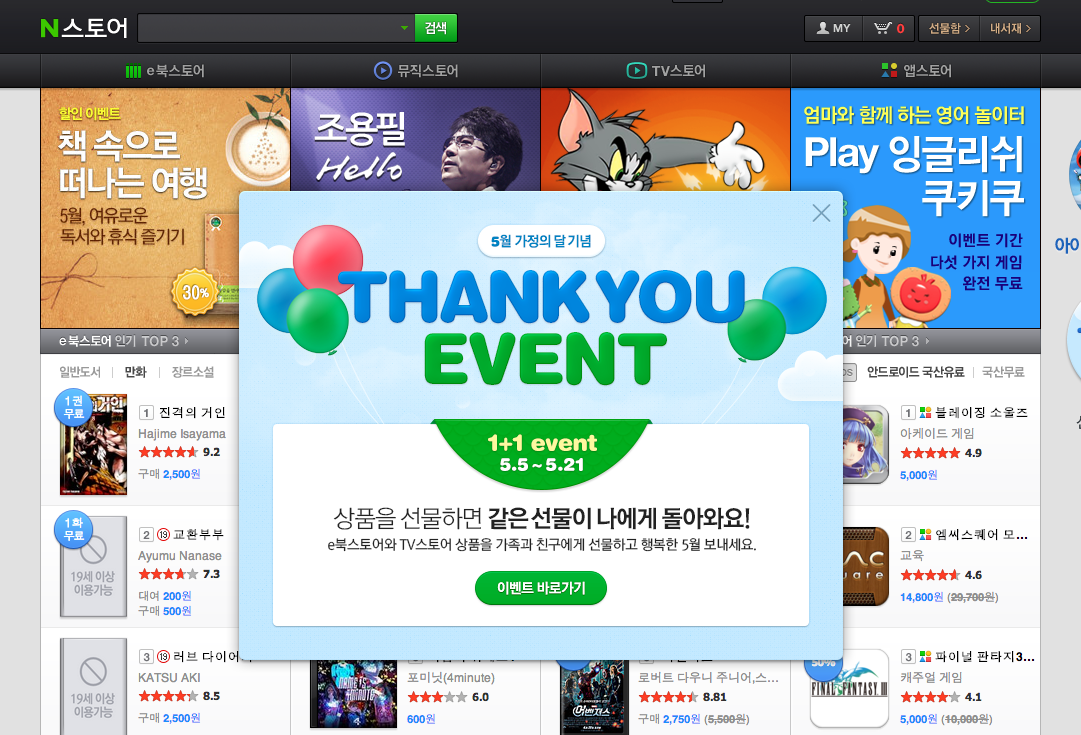 N스토어
검색
MY
0
선물함 >
내서재 >
e북스토어
뮤직스토어
TV스토어
앱스토어
할인 이벤트
책 속으로
떠나는 여행
5월, 여유로운
독서와 휴식 즐기기
30%
조용필
Hello
엄마와 함께 하는 영어 놀이터
Play 잉글리쉬
쿠키쿠
이벤트 기간
다섯 가지 게임
완전 무료
5월 가정의 달 기념
THANK YOU
EVENT
1+1 event
5.5 ~ 5.21
상품을 선물하면 같은 선물이 나에게 돌아와요!
e북스토어와 TV스토어 상품을 가족과 친구에게 선물하고 행복한 5월 보내세요.
이벤트 바로가기
e북스토어 인기 TOP 3
일반도서
만화
장르소설
1권
무료
1 진격의 거인
Hajime Isayama
9.2
구매 2,500원
1화
무료
19세 이상
이용가능
2 19 교환부부
Ayumu Nanase
7.3
대여 200원
구매 500원
19세 이상
이용가능
3 19 러브 다이어
KATSU AKI
8.5
구매 2,500원
NAME IS
4MINUTE
포미닛(4minute)
6.0
600원
어벤져스
로버트 다우니 주니어,스...
8.81
구매 2,750원 (5,500원)
어 인기 TOP 3
OS
안드로이드 국산유료
국산무료
1 블레이징 소울즈
아케이드 게임
4.9
5,000원
2 엠씨스퀘어 모...
교육
4.6
14,800원 (29,700원)
50%
FINAL FANTASY III
3 파이널 판타지3...
캐주얼 게임
4.1
5,000원 (10,000원)
아이